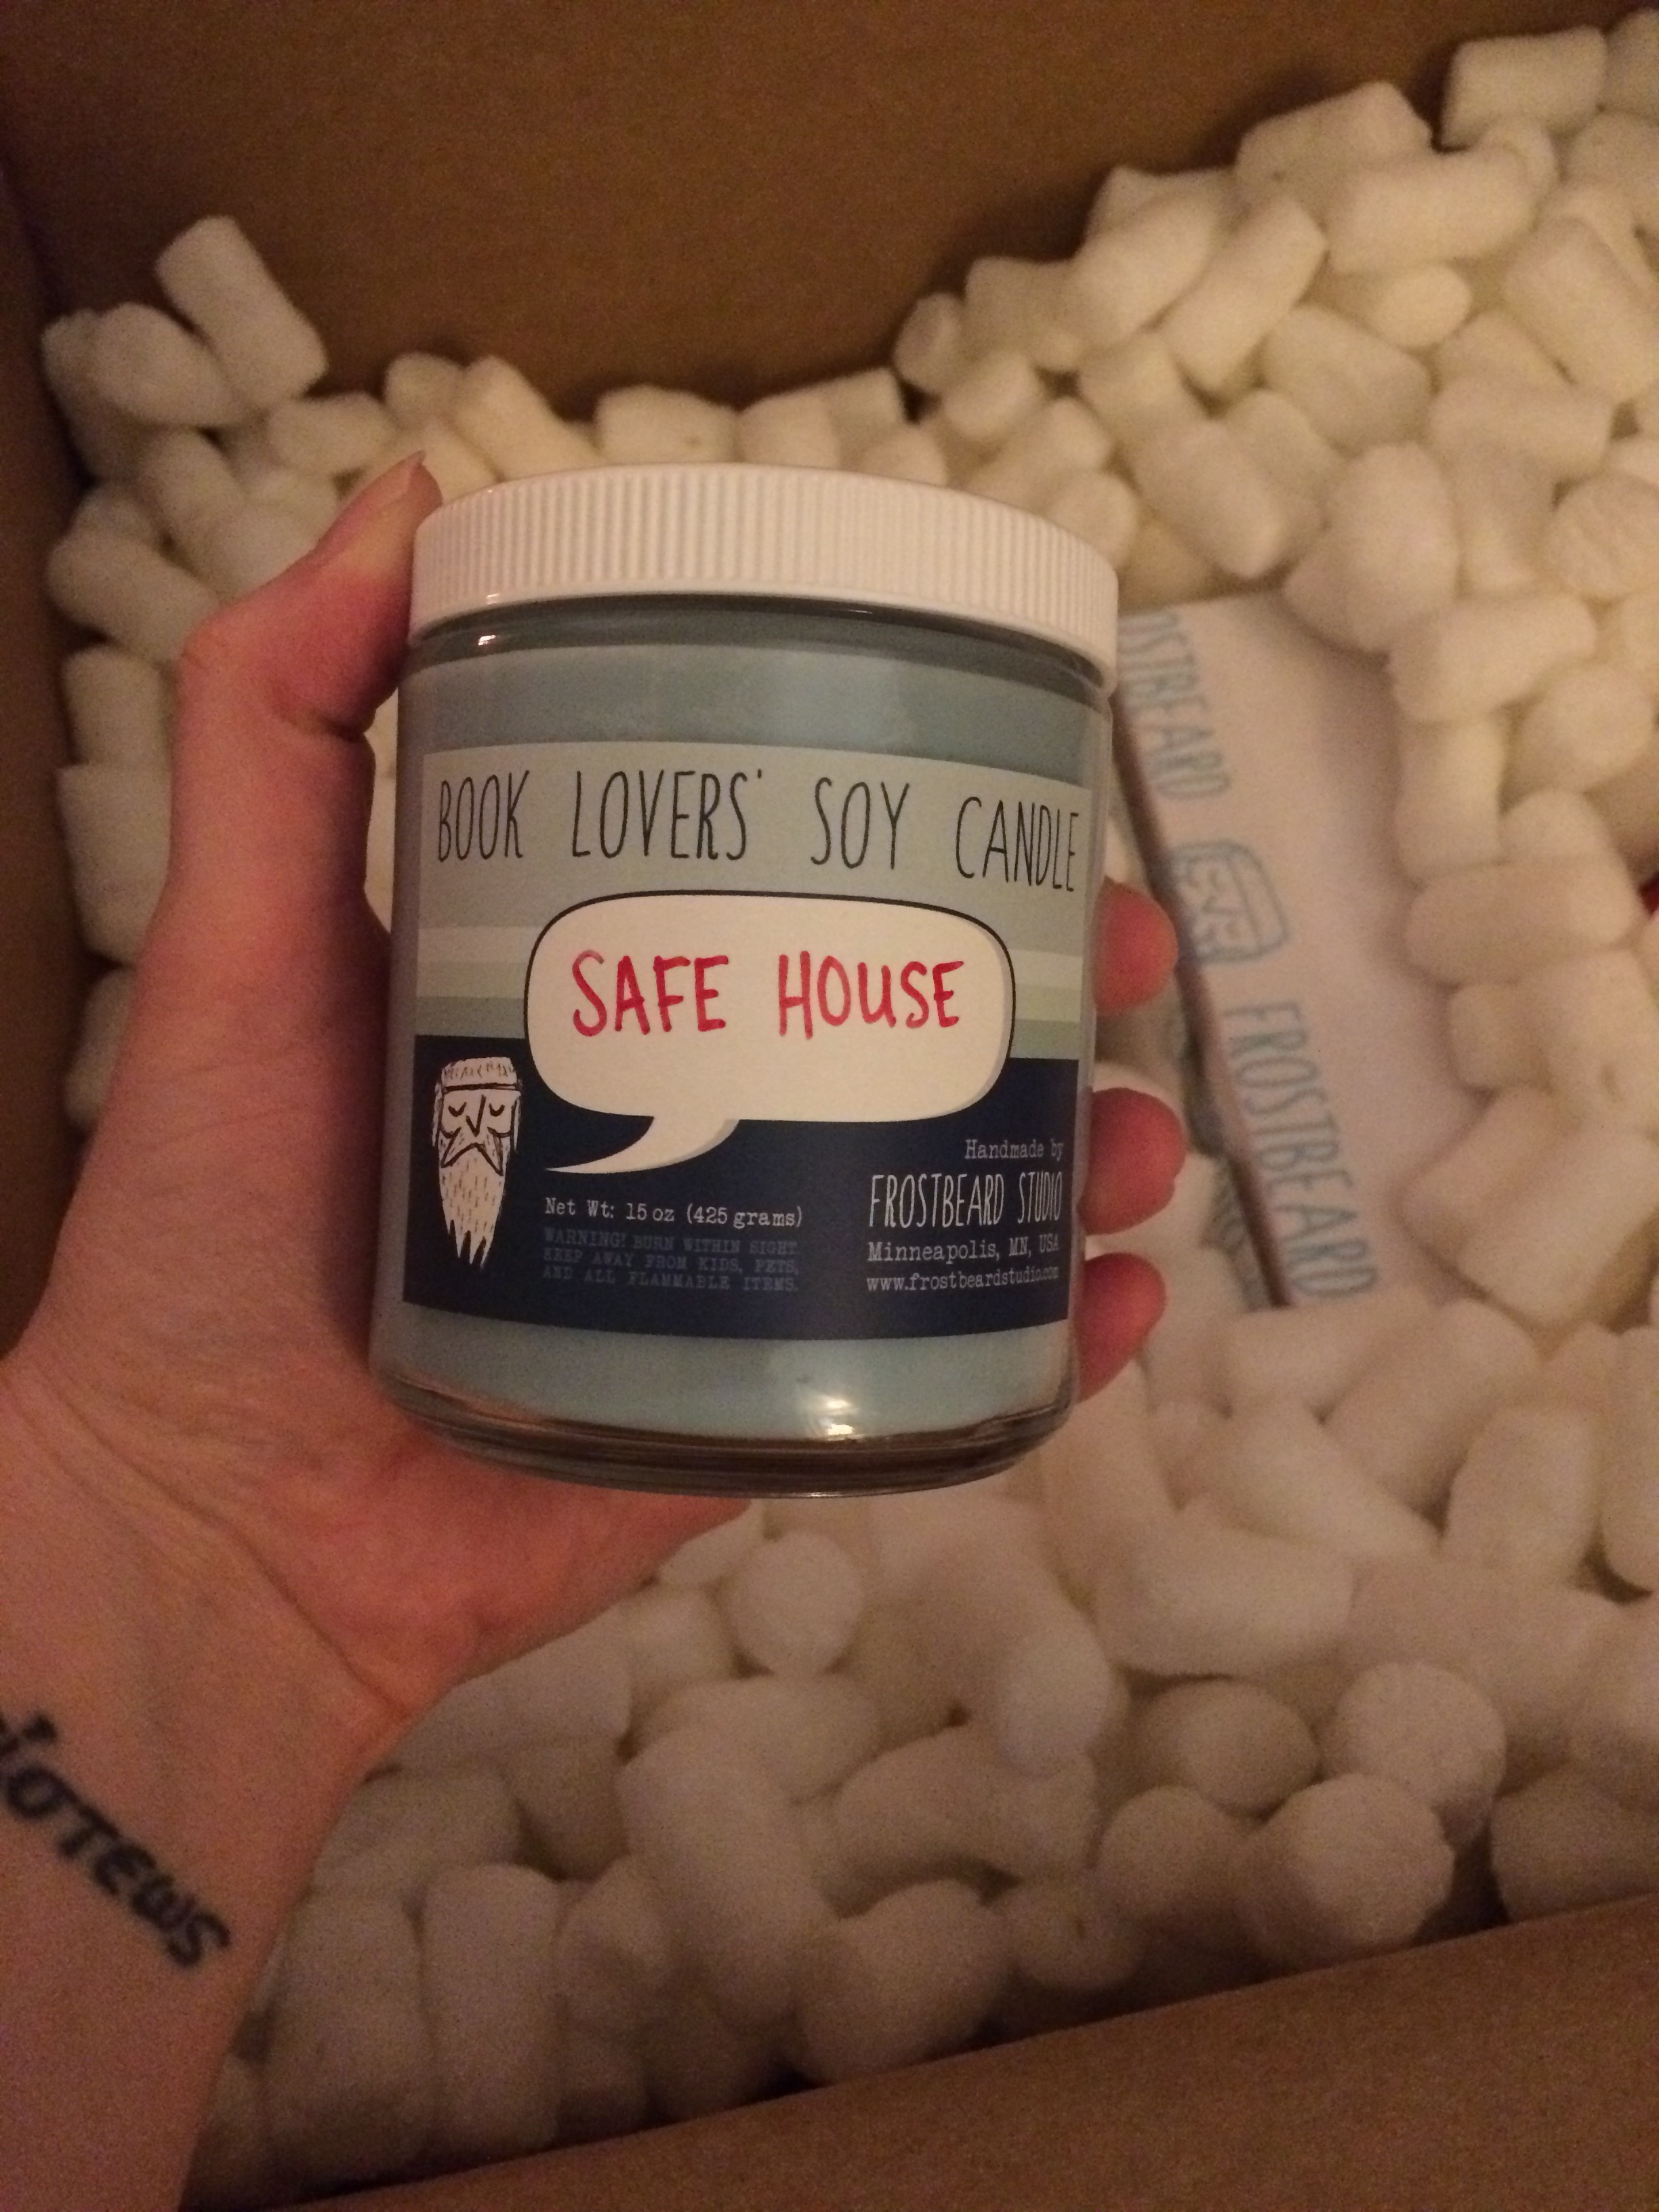 BOOK LOVERS' SOY CANDLE
SAFE HOUSE
Handmade by
FROSTBEARD STUDIO
Minneapolis, MN, USA
www.frostbeardstudio.com
Net Wt: 15 oz (425 grams)
WARNING! BURN WITHIN SIGHT
KEEP AWAY FROM KIDS, PETS,
AND ALL FLAMMABLE ITEMS.
FROSTBEARD